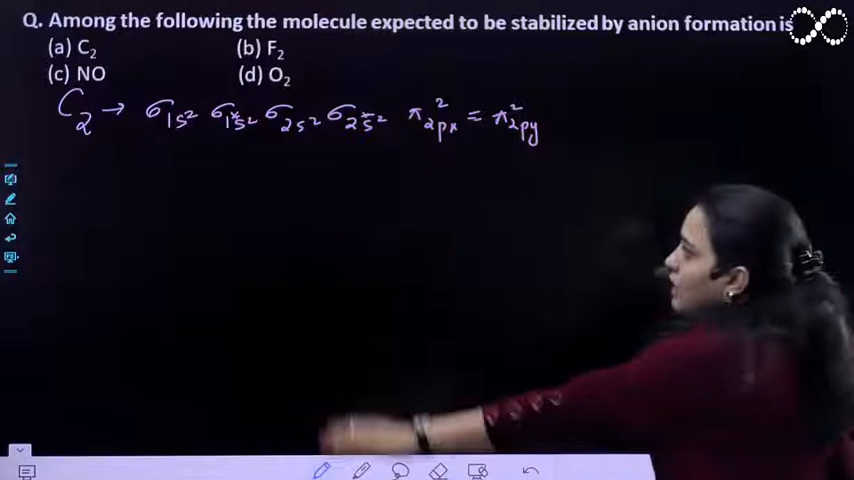 Q. Among the following the molecule expected to be stabilized by anion formation is
(a) C₂ (b) F₂
(c) NO (d) O₂
C₂ → σ1s² σ*1s² σ2s² σ*2s² π2px² = π2py²